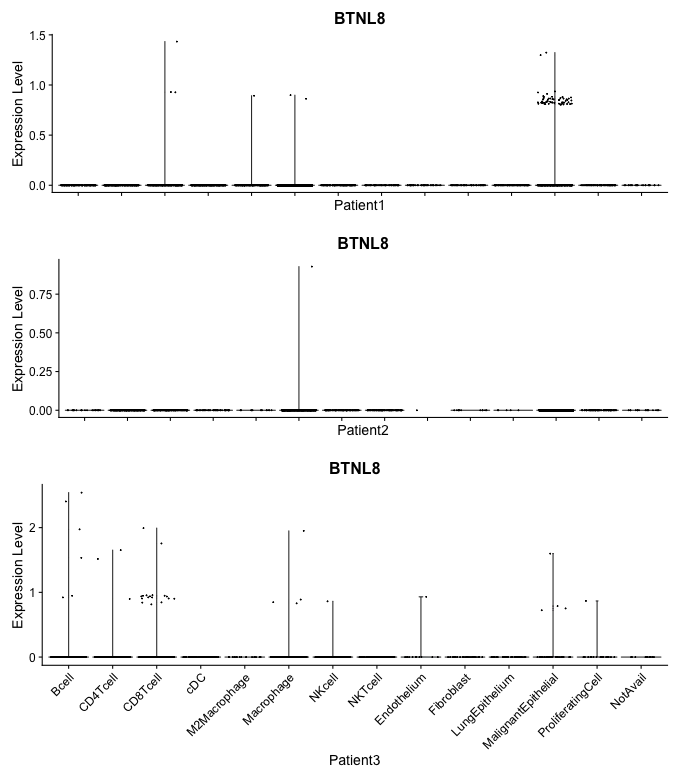 BTNL8
Expression Level
1.5
1.0
0.5
0.0
Patient1
BTNL8
Expression Level
0.75
0.50
0.25
0.00
Patient2
BTNL8
Expression Level
2
1
0
Bcell
CD4Tcell
CD8Tcell
cDC
M2Macrophage
Macrophage
NKcell
NKTcell
Endothelium
Fibroblast
LungEpithelium
MalignantEpithelial
ProliferatingCell
NotAvail
Patient3